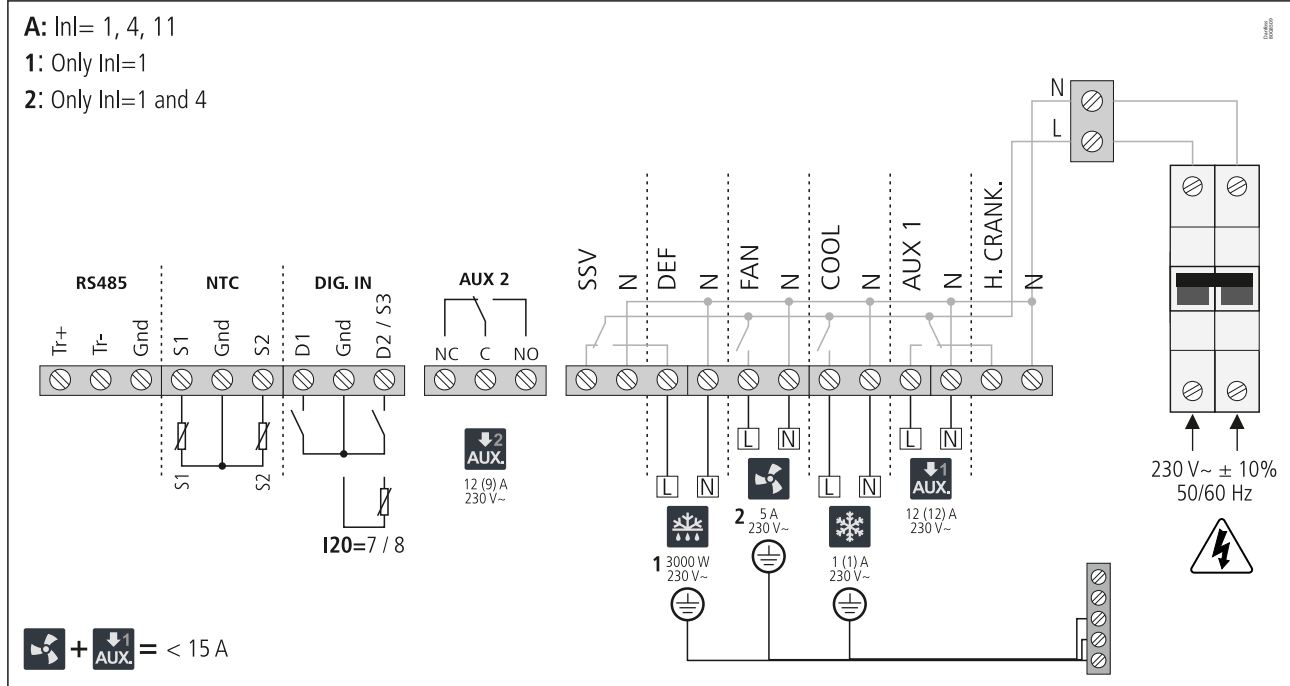 A: InI= 1, 4, 11
1: Only InI=1
2: Only InI=1 and 4
N
L
RS485
NTC
DIG. IN
AUX 2
Tr+
Tr-
Gnd
S1
Gnd
S2
D1
Gnd
D2 / S3
NC C NO
SSV
N
DEF
N
FAN
N
COOL
N
AUX 1
N
H. CRANK.
N
S1
S2
I20=7 / 8
2
AUX.
12 (9) A
230 V~
L N
1 3000 W
230 V~
L N
2 5 A
230 V~
L N
1 (1) A
230 V~
L N
1
AUX.
12 (12) A
230 V~
230 V~ ± 10%
50/60 Hz
+ 1 AUX. = < 15 A